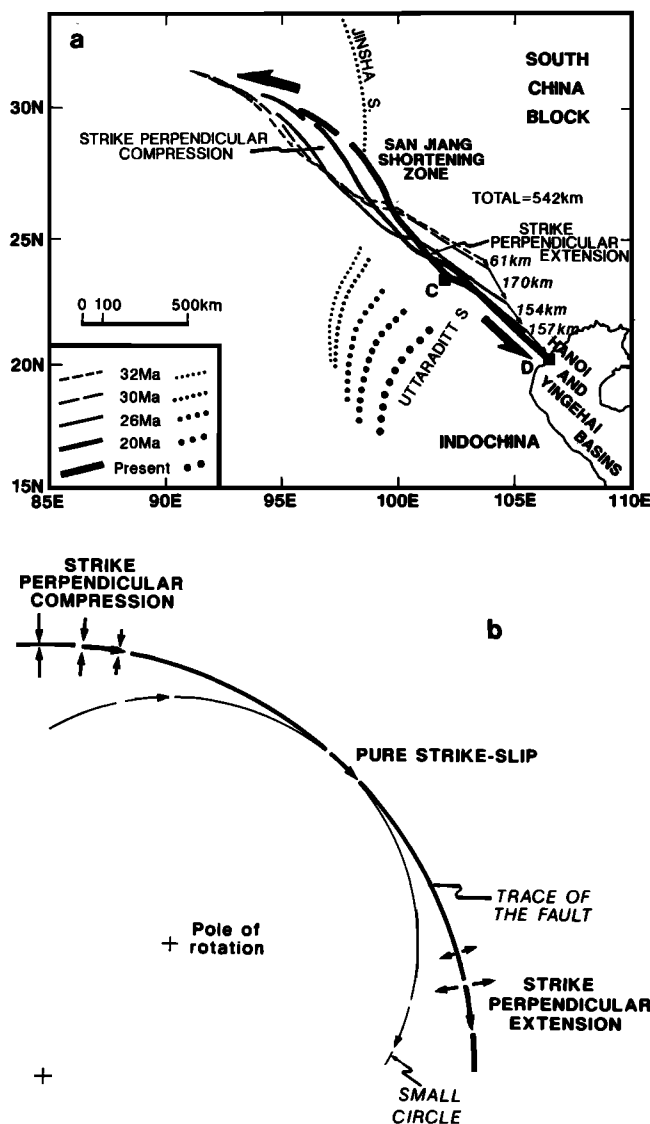 a
JINSHA S.
SOUTH
CHINA
BLOCK
30N
STRIKE PERPENDICULAR
COMPRESSION
SAN JIANG
SHORTENING
ZONE
TOTAL=542km
STRIKE
PERPENDICULAR
EXTENSION
25N
61km
170km
154km
157km
C
0 100 500km
UTTARADITT S
D
HANOI
AND
YINGEHAI
BASINS
32Ma
30Ma
26Ma
20Ma
Present
20N
INDOCHINA
15N
85E 90E 95E 100E 105E 110E
STRIKE
PERPENDICULAR
COMPRESSION
b
PURE STRIKE-SLIP
TRACE OF
THE FAULT
Pole of
rotation
STRIKE
PERPENDICULAR
EXTENSION
SMALL
CIRCLE